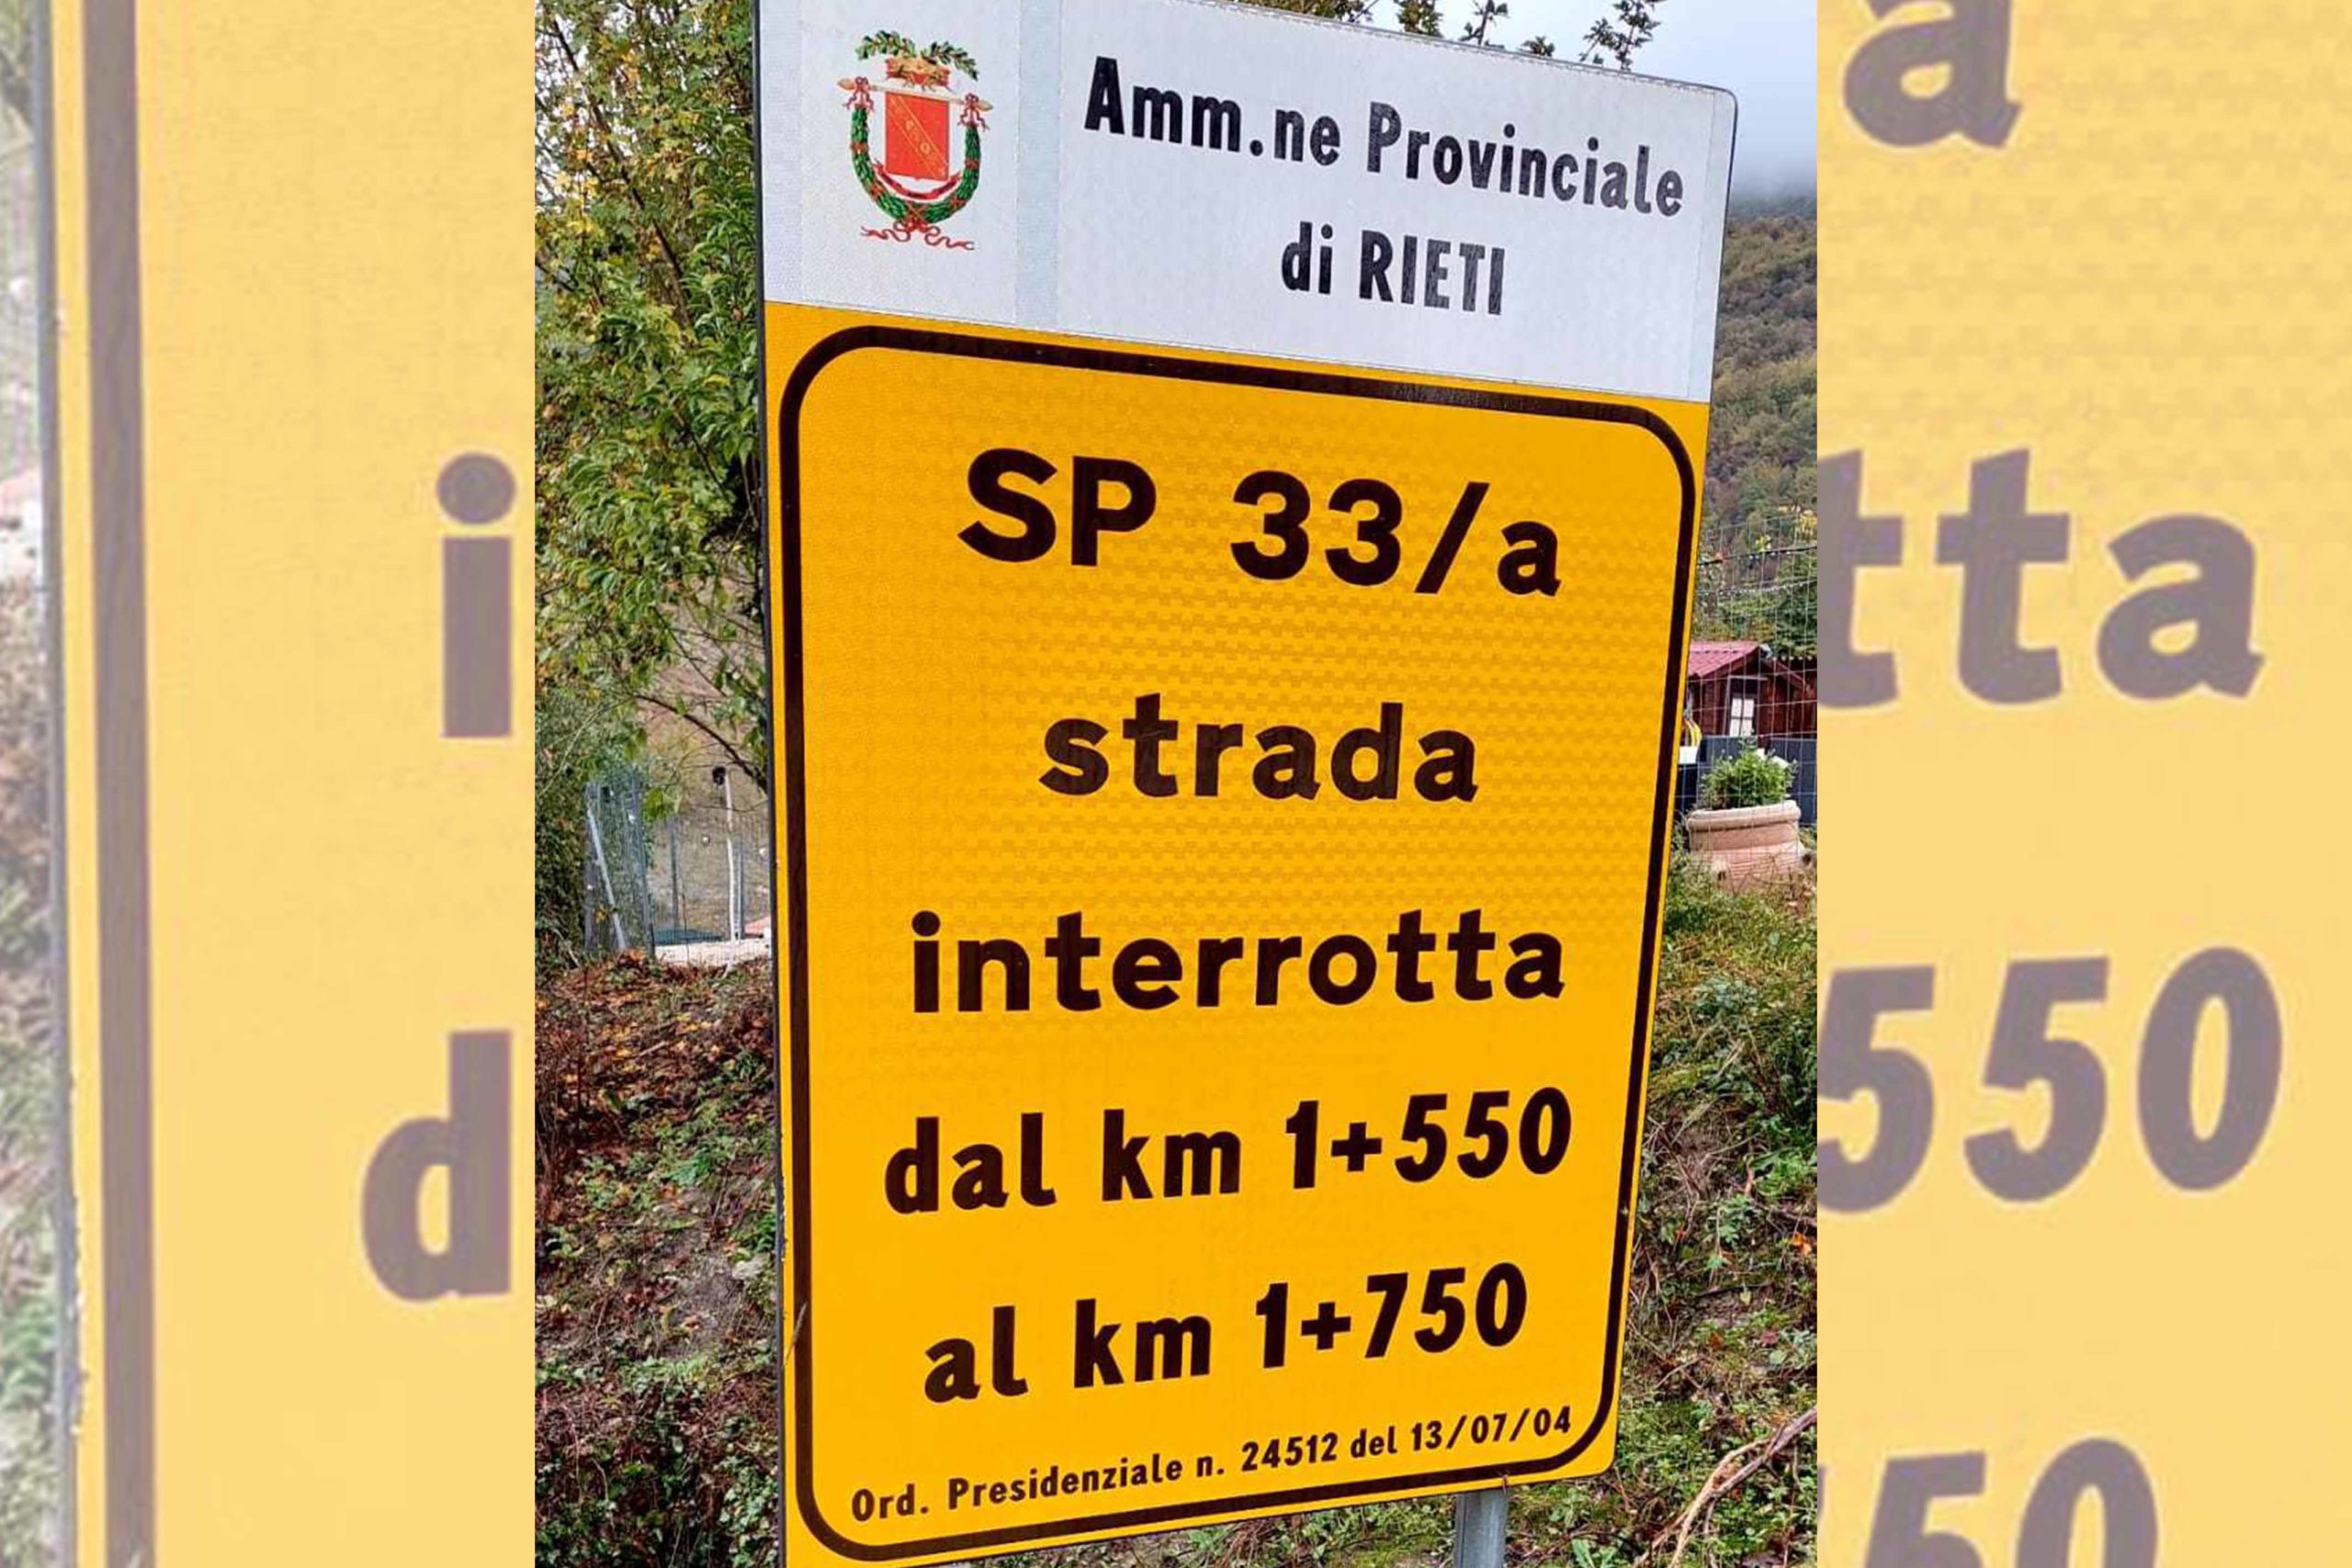 Amm.ne Provinciale
di RIETI
SP 33/a
strada
interrotta
dal km 1+550
al km 1+750
Ord. Presidenziale n. 24512 del 13/07/04